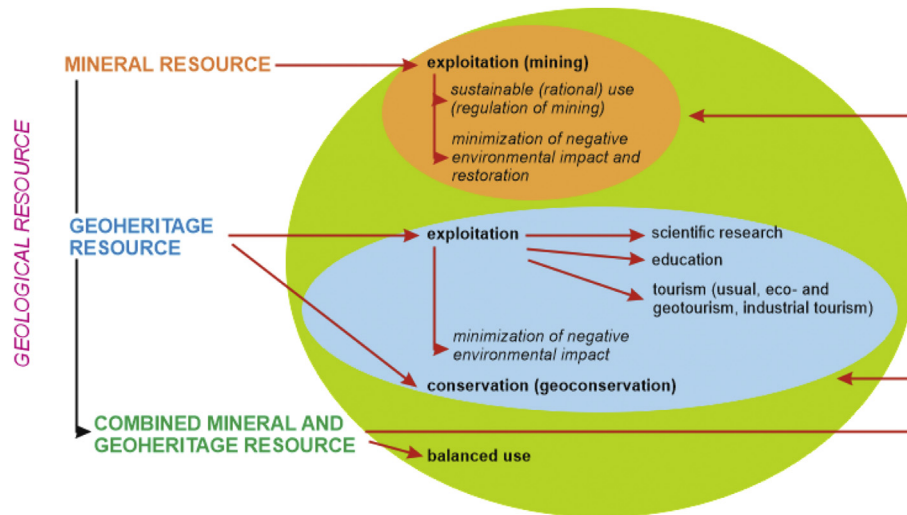 GEOLOGICAL RESOURCE
MINERAL RESOURCE
exploitation (mining)
sustainable (rational) use
(regulation of mining)
minimization of negative
environmental impact and
restoration
GEOHERITAGE
RESOURCE
exploitation
scientific research
education
tourism (usual, eco- and
geotourism, industrial tourism)
minimization of negative
environmental impact
conservation (geoconservation)
COMBINED MINERAL AND
GEOHERITAGE RESOURCE
balanced use